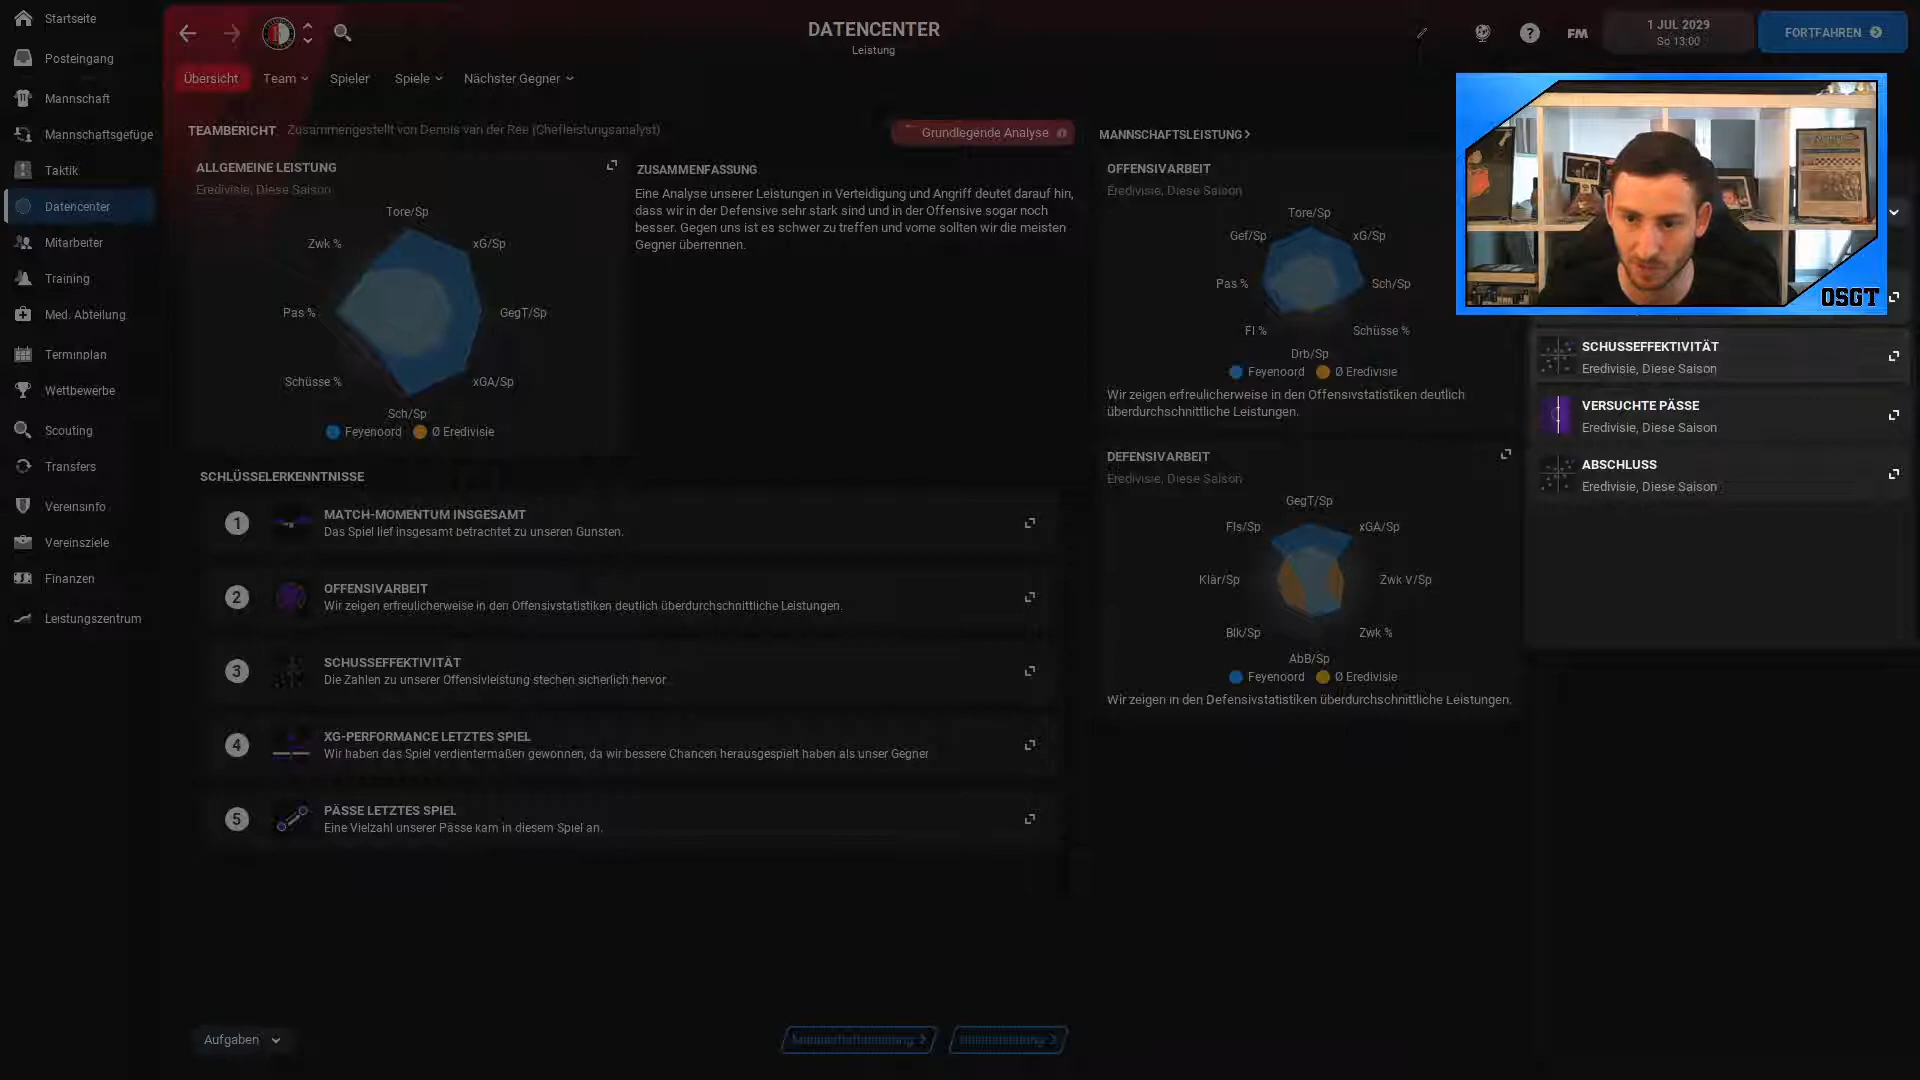 Startseite
Posteingang
Mannschaft
Mannschaftsgefüge
Taktik
Datencenter
Mitarbeiter
Training
Med. Abteilung
Terminplan
Wettbewerbe
Scouting
Transfers
Vereinsinfo
Vereinsziele
Finanzen
Leistungszentrum
DATENCENTER
Leistung
FM
1 JUL 2029
So 13:00
FORTFAHREN
Übersicht
Team
Spieler
Spiele
Nächster Gegner
TEAMBERICHT
Zusammengestellt von Dennis van der Ree (Chefleistungsanalyst)
Grundlegende Analyse
ALLGEMEINE LEISTUNG
Eredivisie, Diese Saison
Tore/Sp
xG/Sp
GegT/Sp
xGA/Sp
Sch/Sp
Schüsse %
Pas %
Zwk %
Feyenoord
Ø Eredivisie
ZUSAMMENFASSUNG
Eine Analyse unserer Leistungen in Verteidigung und Angriff deutet darauf hin,
dass wir in der Defensive sehr stark sind und in der Offensive sogar noch
besser. Gegen uns ist es schwer zu treffen und vorne sollten wir die meisten
Gegner überrennen.
SCHLÜSSELERKENNTNISSE
1
MATCH-MOMENTUM INSGESAMT
Das Spiel lief insgesamt betrachtet zu unseren Gunsten.
2
OFFENSIVARBEIT
Wir zeigen erfreulicherweise in den Offensivstatistiken deutlich überdurchschnittliche Leistungen.
3
SCHUSSEFFEKTIVITÄT
Die Zahlen zu unserer Offensivleistung stechen sicherlich hervor
4
XG-PERFORMANCE LETZTES SPIEL
Wir haben das Spiel verdientermaßen gewonnen, da wir bessere Chancen herausgespielt haben als unser Gegner
5
PÄSSE LETZTES SPIEL
Eine Vielzahl unserer Pässe kam in diesem Spiel an.
Aufgaben
MANNSCHAFTSLEISTUNG
OFFENSIVARBEIT
Eredivisie, Diese Saison
Tore/Sp
xG/Sp
Sch/Sp
Schüsse %
Drb/Sp
Fl %
Pas %
Gef/Sp
Feyenoord
Ø Eredivisie
Wir zeigen erfreulicherweise in den Offensivstatistiken deutlich
überdurchschnittliche Leistungen.
DEFENSIVARBEIT
Eredivisie, Diese Saison
GegT/Sp
xGA/Sp
Zwk V/Sp
Zwk %
AbB/Sp
Blk/Sp
Klär/Sp
Fls/Sp
Feyenoord
Ø Eredivisie
Wir zeigen in den Defensivstatistiken überdurchschnittliche Leistungen.
OSGT
SCHUSSEFFEKTIVITÄT
Eredivisie, Diese Saison
VERSUCHTE PÄSSE
Eredivisie, Diese Saison
ABSCHLUSS
Eredivisie, Diese Saison